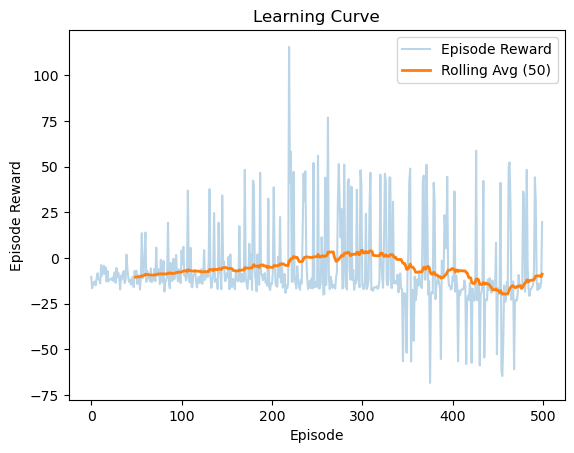 Learning Curve
Episode Reward
Rolling Avg (50)
Episode Reward
100
75
50
25
0
−25
−50
−75
0
100
200
300
400
500
Episode